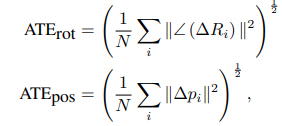 ATE_rot = ( 1/N ∑_i ‖∠(ΔR_i)‖² )^{1/2}
ATE_pos = ( 1/N ∑_i ‖Δp_i‖² )^{1/2} ,